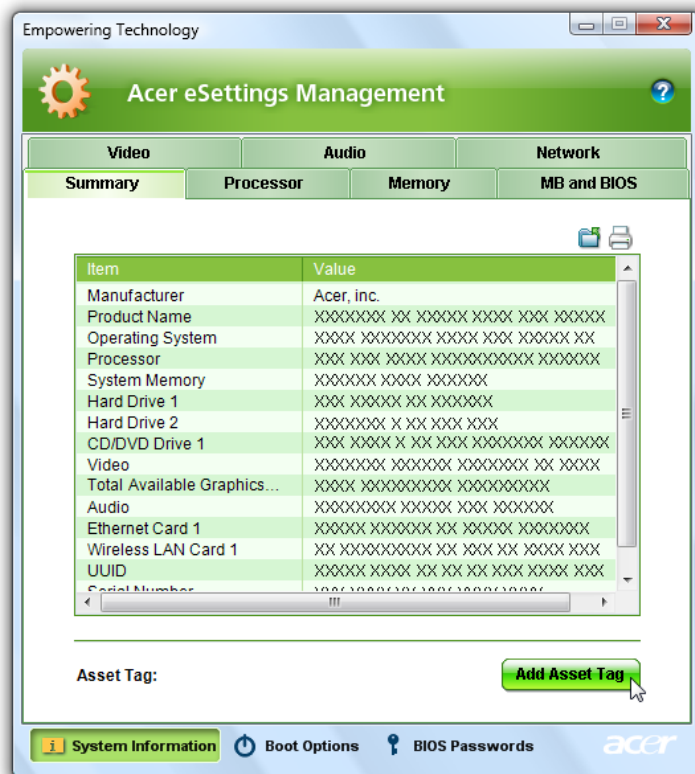 Empowering Technology
Acer eSettings Management
Video Audio Network
Summary Processor Memory MB and BIOS
Item Value
Manufacturer Acer, inc.
Product Name XXXXXXX XX XXXXX XXXX XXX XXXXX
Operating System XXXX XXXXXXX XXXX XXX XXXXX XX
Processor XXX XXX XXXX XXXXXXXXXX XXXXXX
System Memory XXXXXX XXXX XXXXXX
Hard Drive 1 XXX XXXXX XX XXXXXX
Hard Drive 2 XXXXXXX X XX XXX XXX
CD/DVD Drive 1 XXX XXXX X XX XXX XXXXXXX XXXXXX
Video XXXXXXX XXXXXX XXXXXXX XX XXXX
Total Available Graphics... XXXX XXXXXXXXX XXXXXXXXX
Audio XXXXXXXX XXXXX XXX XXXXXX
Ethernet Card 1 XXXXX XXXXXX XX XXXXX XXXXXXX
Wireless LAN Card 1 XX XXXXXXXXX XX XXX XX XXXX XXX
UUID XXXXX XXXX XX XX XX XXX XXXX XXX
Serial Number
Asset Tag: Add Asset Tag
System Information Boot Options BIOS Passwords acer